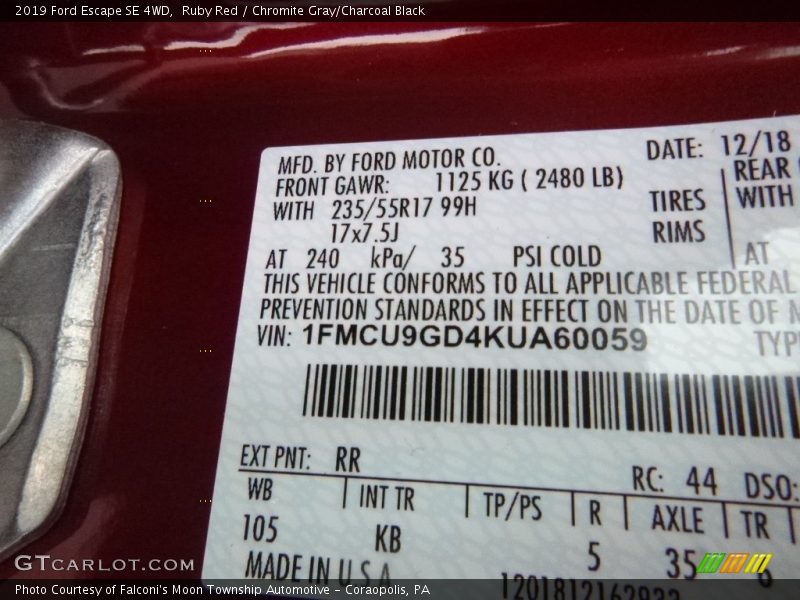 2019 Ford Escape SE 4WD, Ruby Red / Chromite Gray/Charcoal Black
MFD. BY FORD MOTOR CO.
DATE: 12/18
FRONT GAWR: 1125 KG ( 2480 LB)
REAR
WITH 235/55R17 99H
TIRES
WITH
17x7.5J
RIMS
AT 240 kPa/ 35 PSI COLD
AT
THIS VEHICLE CONFORMS TO ALL APPLICABLE FEDERAL
PREVENTION STANDARDS IN EFFECT ON THE DATE OF
VIN: 1FMCU9GD4KUA60059
EXT PNT: RR
RC: 44 DSO:
WB INT TR TP/PS R AXLE TR
105 KB 5 35 6
MADE IN U S A
GTCARLOT.COM
Photo Courtesy of Falconi's Moon Township Automotive - Coraopolis, PA